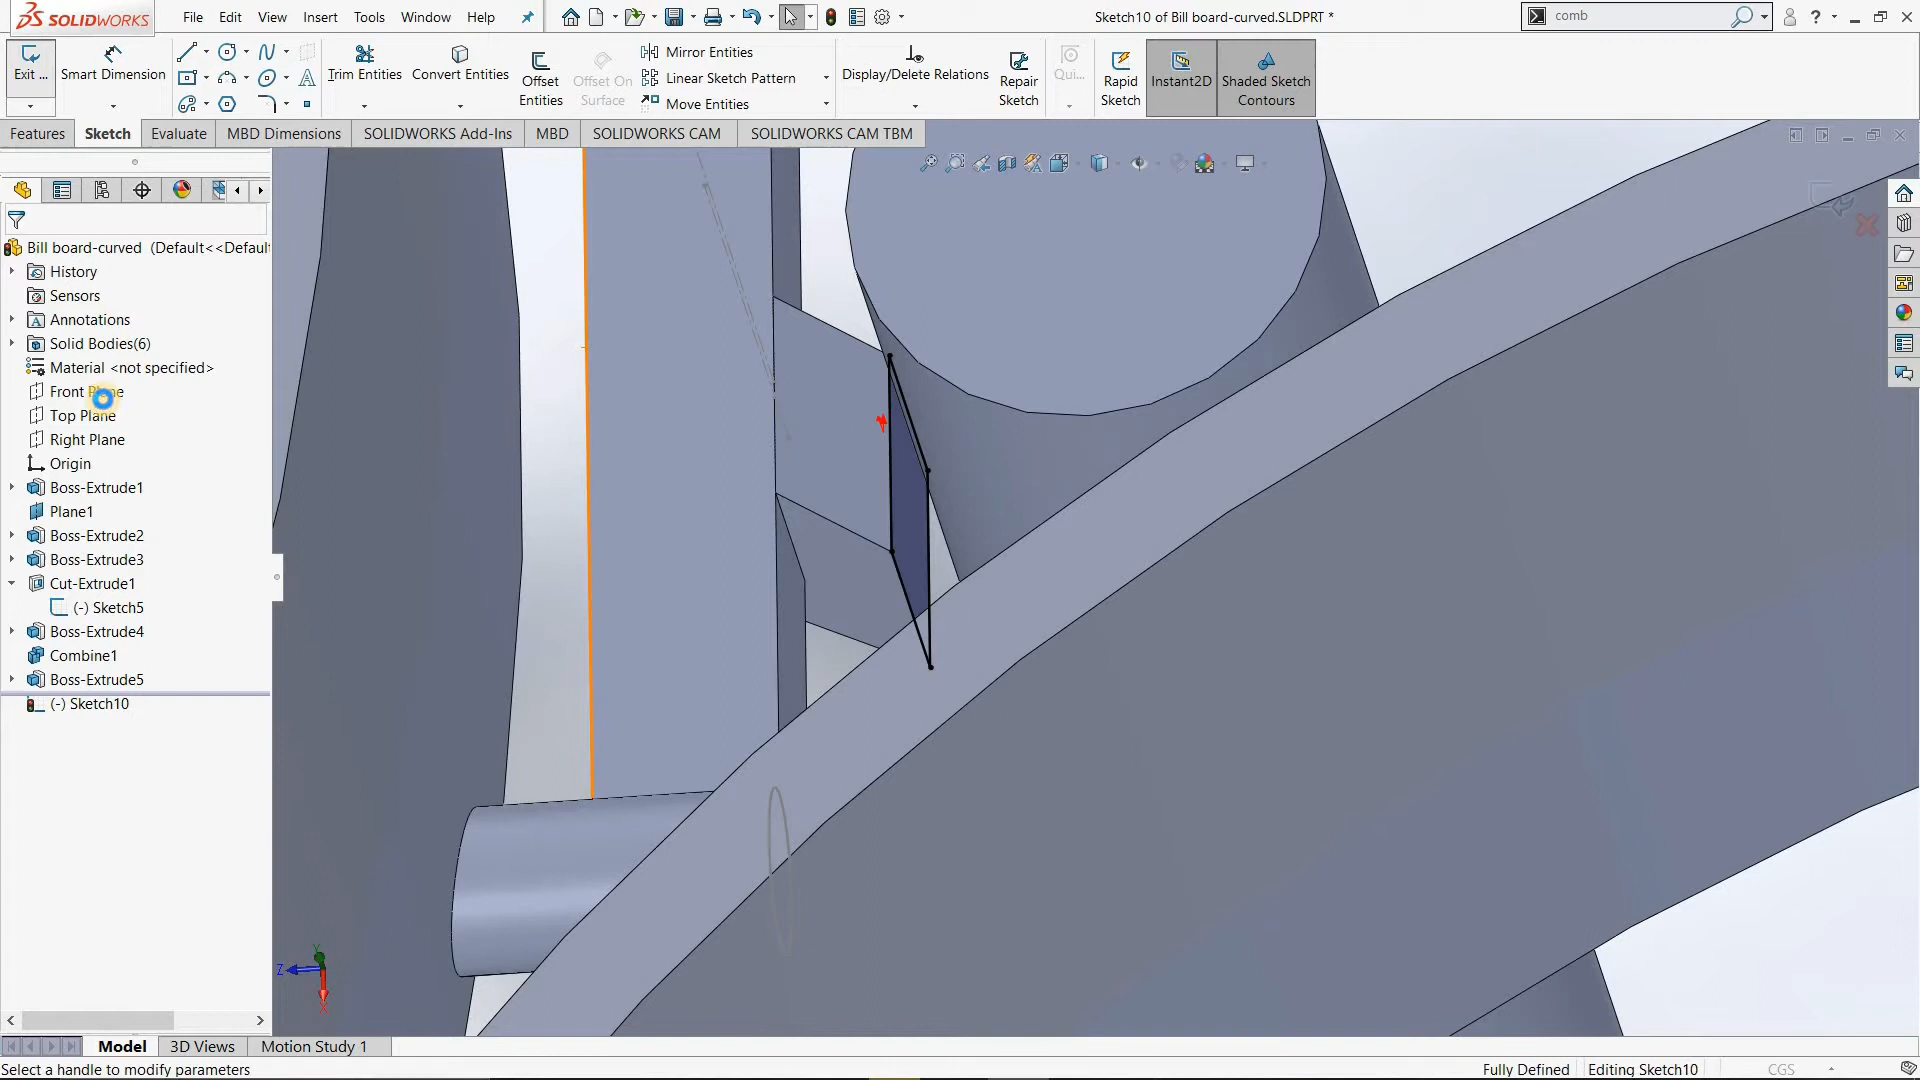 SOLIDWORKS
File Edit View Insert Tools Window Help
Sketch10 of Bill board-curved.SLDPRT *
comb
Exit ...
Smart Dimension
Trim Entities
Convert Entities
Offset
Entities
Offset On
Surface
Mirror Entities
Linear Sketch Pattern
Move Entities
Display/Delete Relations
Repair
Sketch
Qui...
Rapid
Sketch
Instant2D
Shaded Sketch
Contours
Features Sketch Evaluate MBD Dimensions SOLIDWORKS Add-Ins MBD SOLIDWORKS CAM SOLIDWORKS CAM TBM
Bill board-curved (Default<<Defaul
History
Sensors
Annotations
Solid Bodies(6)
Material <not specified>
Front Plane
Top Plane
Right Plane
Origin
Boss-Extrude1
Plane1
Boss-Extrude2
Boss-Extrude3
Cut-Extrude1
(-) Sketch5
Boss-Extrude4
Combine1
Boss-Extrude5
(-) Sketch10
Y
Z
X
Model 3D Views Motion Study 1
Select a handle to modify parameters
Fully Defined Editing Sketch10 CGS